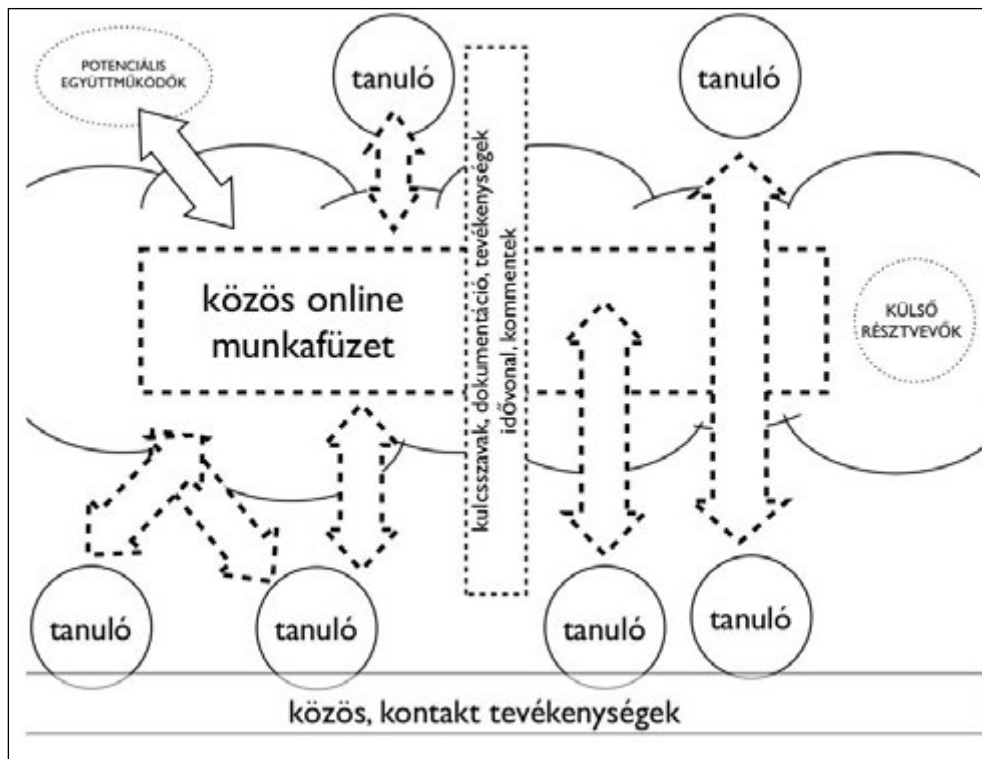 POTENCIÁLIS
EGYÜTTMŰKÖDŐK
tanuló
tanuló
közös online
munkafüzet
kulcsszavak, dokumentáció, tevékenységek
idővonal, kommentek
KÜLSŐ
RÉSZTVEVŐK
tanuló
tanuló
tanuló
tanuló
közös, kontakt tevékenységek